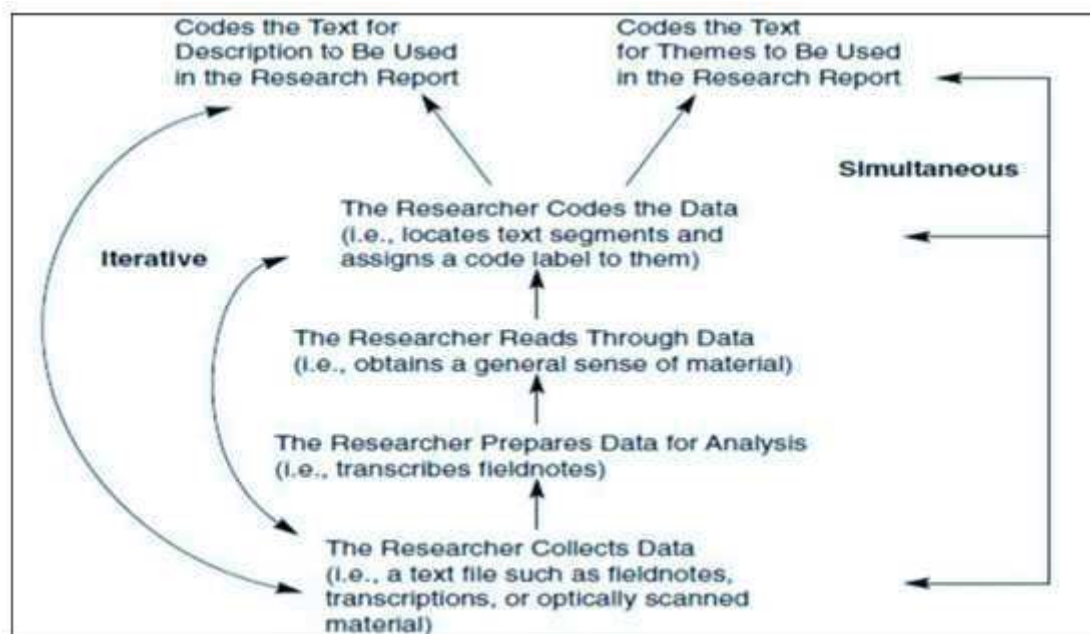 Codes the Text for
Description to Be Used
in the Research Report
Codes the Text
for Themes to Be Used
in the Research Report
Simultaneous
The Researcher Codes the Data
(i.e., locates text segments and
assigns a code label to them)
Iterative
The Researcher Reads Through Data
(i.e., obtains a general sense of material)
The Researcher Prepares Data for Analysis
(i.e., transcribes fieldnotes)
The Researcher Collects Data
(i.e., a text file such as fieldnotes,
transcriptions, or optically scanned
material)